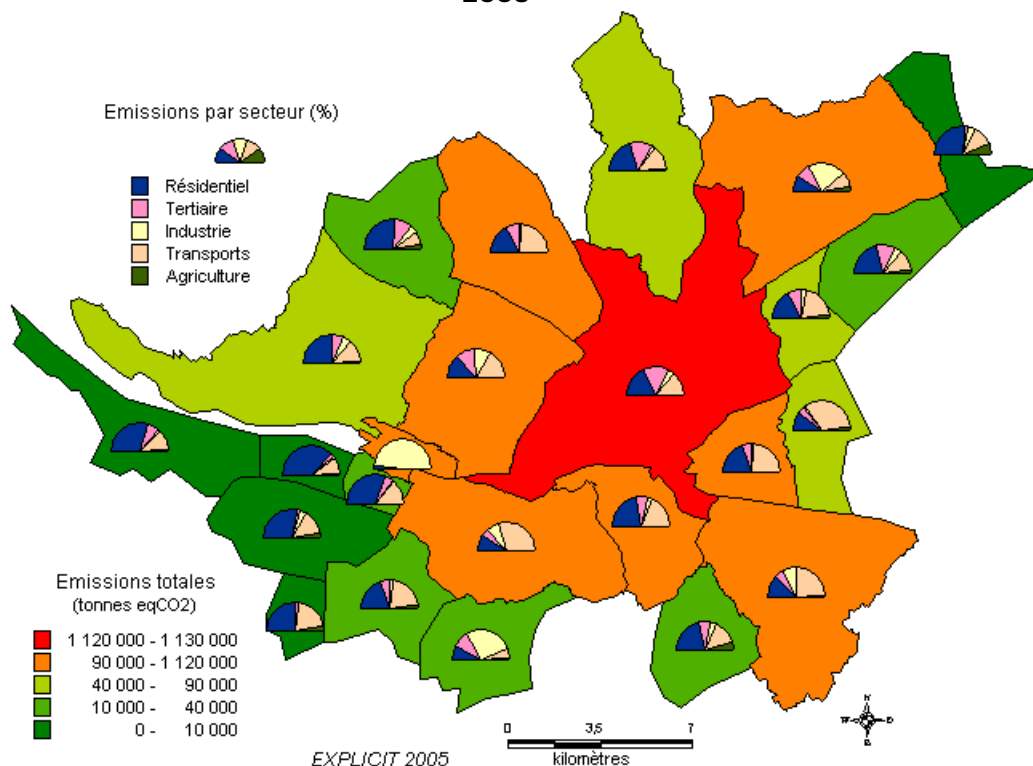 Emissions par secteur (%)
Résidentiel
Tertiaire
Industrie
Transports
Agriculture
Emissions totales
(tonnes eqCO2)
1 120 000 - 1 130 000
90 000 - 1 120 000
40 000 - 90 000
10 000 - 40 000
0 - 10 000
EXPLICIT 2005
0 3,5 7
kilomètres